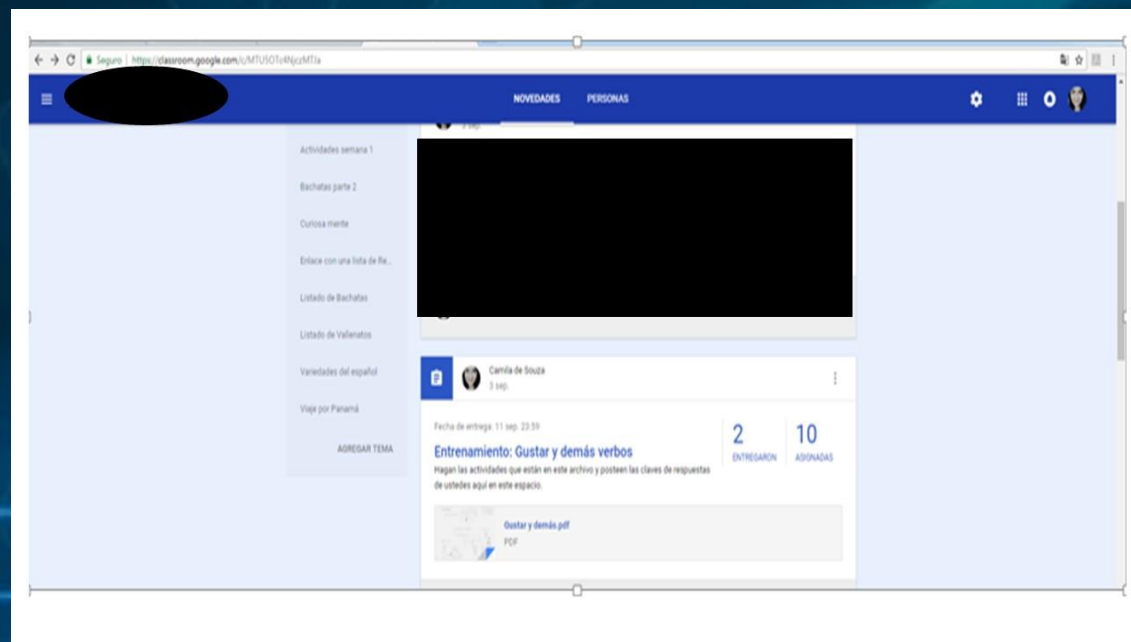 Seguro | https://classroom.google.com/c/
NOVEDADES PERSONAS
3 sep.
Actividades semana 1
Bachatas parte 2
Curiosa mente
Enlace con una lista de Re...
Listado de Bachatas
Listado de Vallenatos
Variedades del español
Viaje por Panamá
AGREGAR TEMA
Camila de Souza
3 sep.
Fecha de entrega: 11 sep. 23:59
Entrenamiento: Gustar y demás verbos
Hagan las actividades que están en este archivo y posteen las claves de respuestas
de ustedes aquí en este espacio.
2 10
ENTREGARON ASIGNADAS
Gustar y demás.pdf
PDF